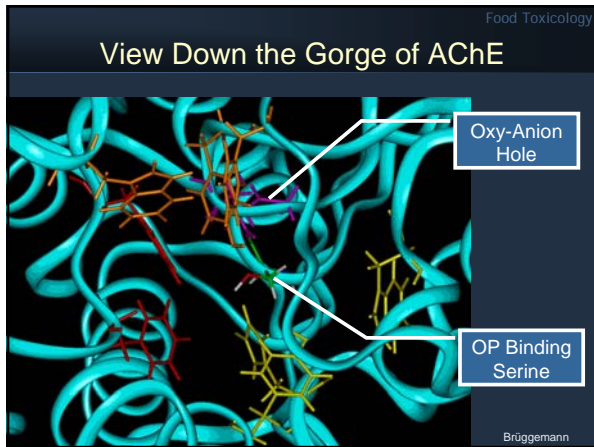 Food Toxicology
View Down the Gorge of AChE
Oxy-Anion
Hole
OP Binding
Serine
Brüggemann